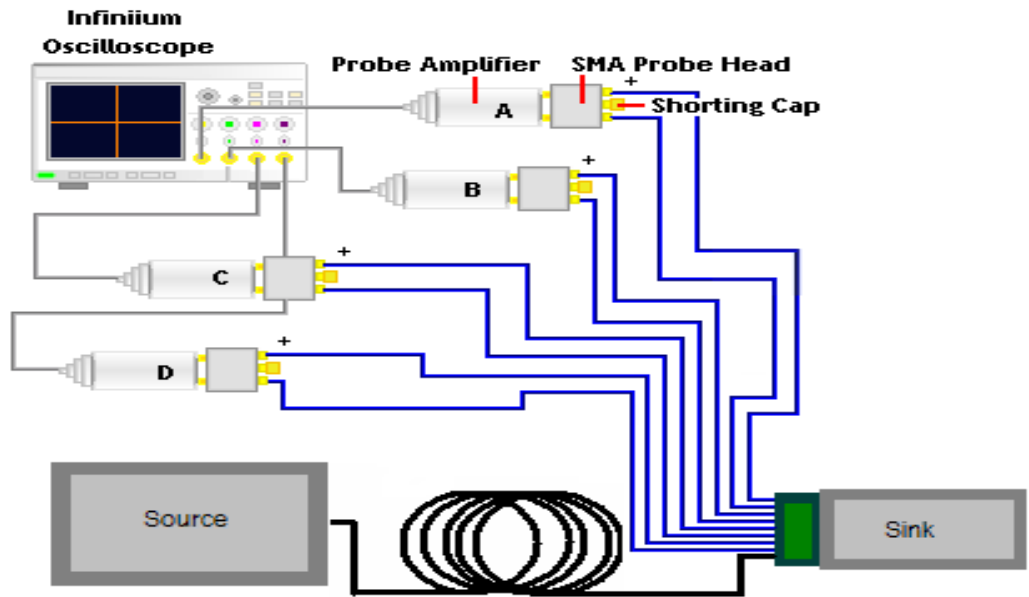 Infiniium
Oscilloscope
Probe Amplifier
SMA Probe Head
+
A
Shorting Cap
+
B
+
C
+
D
Source
Sink